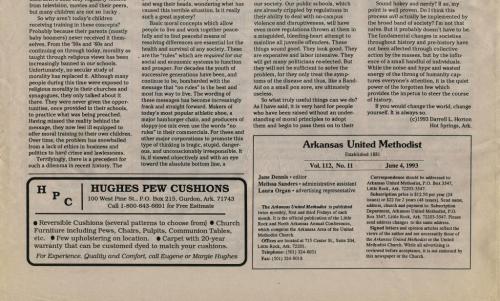 from television, movies and their peers,
but many children are not so lucky.
So why aren't today's children
receiving training in these concepts?
Probably because their parents (mostly
baby boomers) never received it them-
selves. From the '50s and '60s and
continuing on through today, morality as
taught through religious views has been
increasingly banned in our schools.
Unfortunately, no secular study of
morality has replaced it. Although many
people during this time were exposed to
religious morality in their churches and
synagogues, they only talked about it
there. They were never given the oppor-
tunities, once provided in their schools,
to practice what was being preached.
Having missed the reality behind the
message, they now feel ill equipped to
offer moral training to their own children.
Over time, the problem has snowballed
from a lack of ethics in business and
politics to hard crime and lawlessness.
Terrifyingly, there is a precedent for
such a dilemma in recent history. The
and wag their heads, wondering what has
caused this terrible situation. Is it really
such a great mystery?
Basic moral concepts which allow
people to live and work together peace-
fully and to find peaceful means of
resolving differences are essential for the
health and survival of any society. These
are the "rules" which are required for our
social and economic systems to function
and prosper. For decades the youth of
successive generations have been, and
continue to be, bombarded with the
message that "no rules" is the best and
most fun way to live. The wording of
these messages has become increasingly
frank and straight forward. Makers of
today's most popular athletic shoe, a
major hamburger chain, and producers of
sloppy-joe mix even use the words "no
rules" in their commercials. For these and
other major corporations to promote this
type of thinking is tragic, stupid, danger-
ous, and unconscionably irresponsible. It
is, if viewed objectively and with an eye
toward the absolute bottom line, a
our society. Our public schools, which
are already crippled by regulations in
their ability to deal with on-campus
violence and disruptiveness, will have
even more regulations thrown at them in
a misguided, bleeding-heart attempt to
mainline all juvenile offenders. These
things sound good. They sound tough. They
will appease special labor interests. They
will get many politicians reelected. But
they will not be sufficient to solve the
problem, for they only treat the symp-
toms of the disease and thus, like a Band-
Aid on a small pox sore, are ultimately
useless.
So what truly useful things can we do?
As I have said, it is very hard for people
who have been raised without an under-
standing of moral principles to adopt
them and begin to pass them on to their
Sound hokey and nerdy? If so, my
point is well proven. Do I think this
process will actually be implemented by
the broad band of society? I'm not that
naive. But it probably doesn't have to be.
The fundamental changes in societies
throughout history and pre-history have
not been affected through collective
action by the masses, but by the influ-
ence of a small handful of individuals.
While the noise and hype and wasted
energy of the throng of humanity cap-
tures everyone's attention, it is the quiet
power of the forgotten few which
provides the impetus to steer the course
of history.
If you would change the world, change
yourself. It is always so.
(c)1993 Darrell L. Horton
Hot Springs, Ark.
H P C
HUGHES PEW CUSHIONS
100 West Pine St., P.O. Box 215, Gurdon, Ark. 71743
Call 1-800-643-6961 for Free Estimate
● Reversible Cushions (several patterns to choose from) ● Church
Furniture including Pews, Chairs, Pulpits, Communion Tables,
etc. ● Pew upholstering on location. ● Carpet with 20-year
warranty that can be customed dyed to match your cushions.
For Experience, Quality and Comfort, call Eugene or Margie Hughes
Arkansas United Methodist
Established 1881
Vol. 112, No. 11 June 4, 1993
Jane Dennis • editor
Melissa Sanders • administrative assistant
Laura Organ • advertising representative
The Arkansas United Methodist is published
twice monthly, first and third Fridays of each
month. It is the official publication of the Little
Rock and North Arkansas Annual Conferences,
which comprise the Arkansas Area of the United
Methodist Church.
Offices are located at 715 Center St., Suite 204,
Little Rock, Ark., 72201.
Telephone: (501) 324-8031
Fax: (501) 324-8018.
Correspondence should be addressed to:
Arkansas United Methodist, P.O. Box 3547,
Little Rock, Ark., 72203-3547.
Subscription price is $12.50 per year (24
issues) or $22 for 2 years (48 issues). Send name,
address, church and payment to: Subscription
Department, Arkansas United Methodist, P.O.
Box 3547, Little Rock, Ark., 72203-3547. Please
send address changes to the same address.
Signed letters and opinion articles reflect the
views of the author and not necessarily those of
the Arkansas United Methodist or the United
Methodist Church. While all advertising is
reviewed before acceptance, it is not endorsed by
this newspaper or the Church.